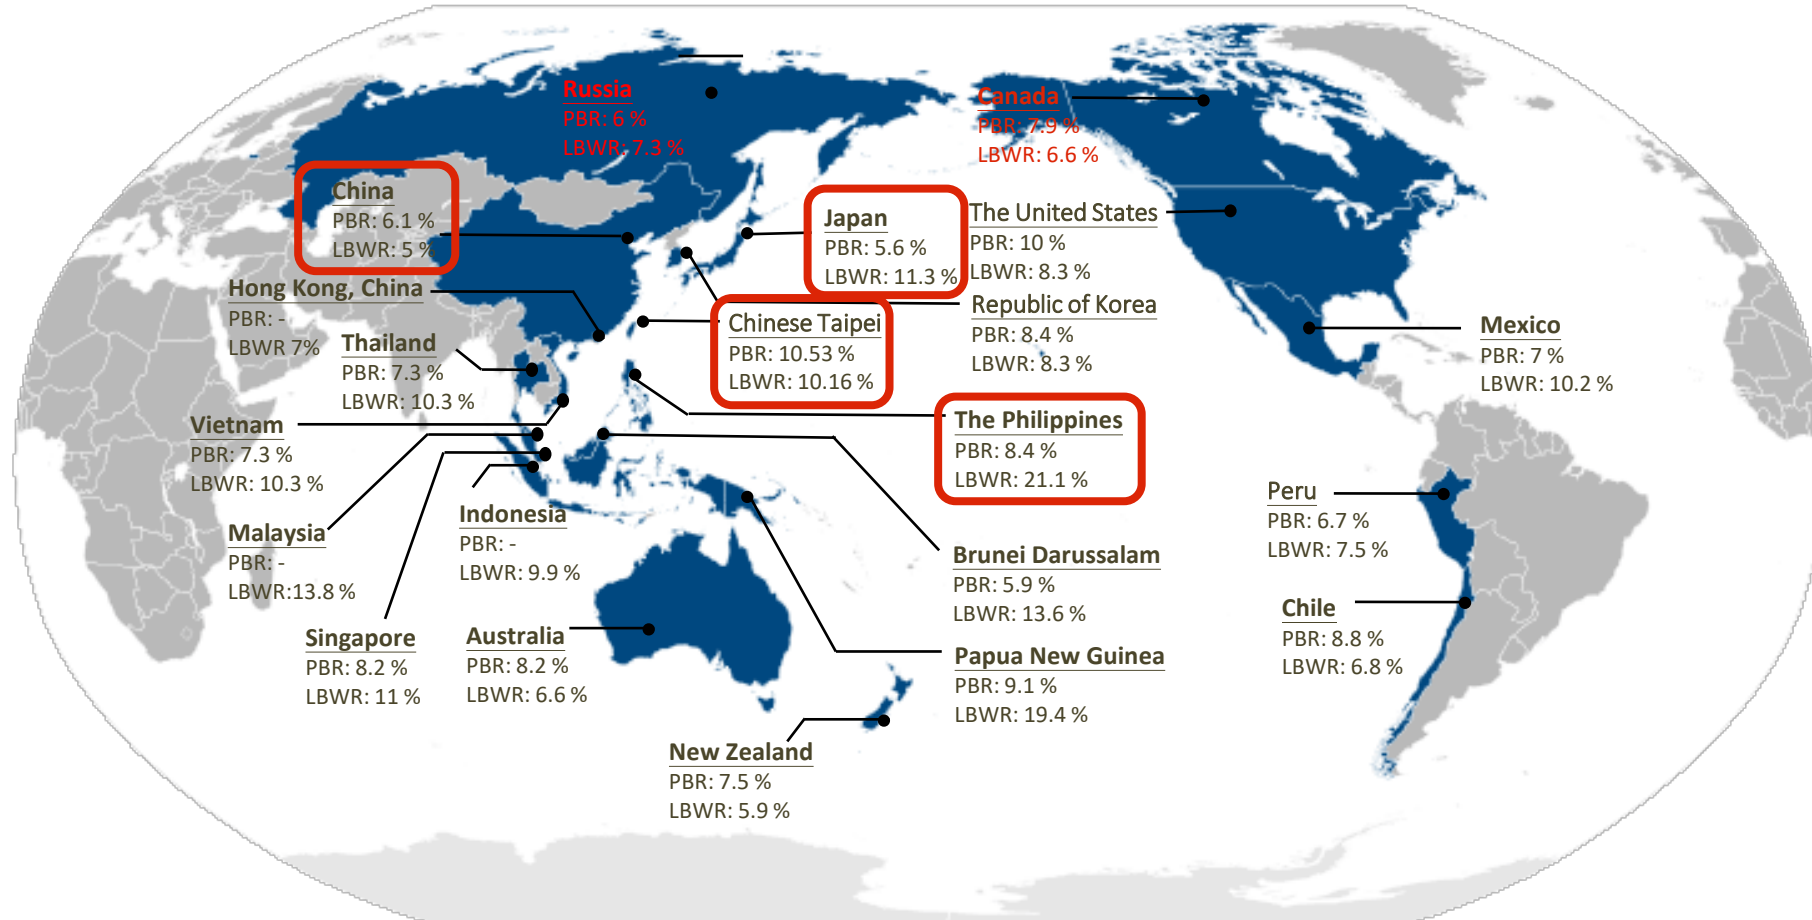 Russia
PBR: 6 %
LBWR: 7.3 %
Canada
PBR: 7.9 %
LBWR: 6.6 %
China
PBR: 6.1 %
LBWR: 5 %
Japan
PBR: 5.6 %
LBWR: 11.3 %
The United States
PBR: 10 %
LBWR: 8.3 %
Hong Kong, China
PBR: -
LBWR 7%
Republic of Korea
PBR: 8.4 %
LBWR: 8.3 %
Chinese Taipei
PBR: 10.53 %
LBWR: 10.16 %
Mexico
PBR: 7 %
LBWR: 10.2 %
Thailand
PBR: 7.3 %
LBWR: 10.3 %
Vietnam
PBR: 7.3 %
LBWR: 10.3 %
The Philippines
PBR: 8.4 %
LBWR: 21.1 %
Peru
PBR: 6.7 %
LBWR: 7.5 %
Indonesia
PBR: -
LBWR: 9.9 %
Malaysia
PBR: -
LBWR:13.8 %
Brunei Darussalam
PBR: 5.9 %
LBWR: 13.6 %
Chile
PBR: 8.8 %
LBWR: 6.8 %
Singapore
PBR: 8.2 %
LBWR: 11 %
Australia
PBR: 8.2 %
LBWR: 6.6 %
Papua New Guinea
PBR: 9.1 %
LBWR: 19.4 %
New Zealand
PBR: 7.5 %
LBWR: 5.9 %